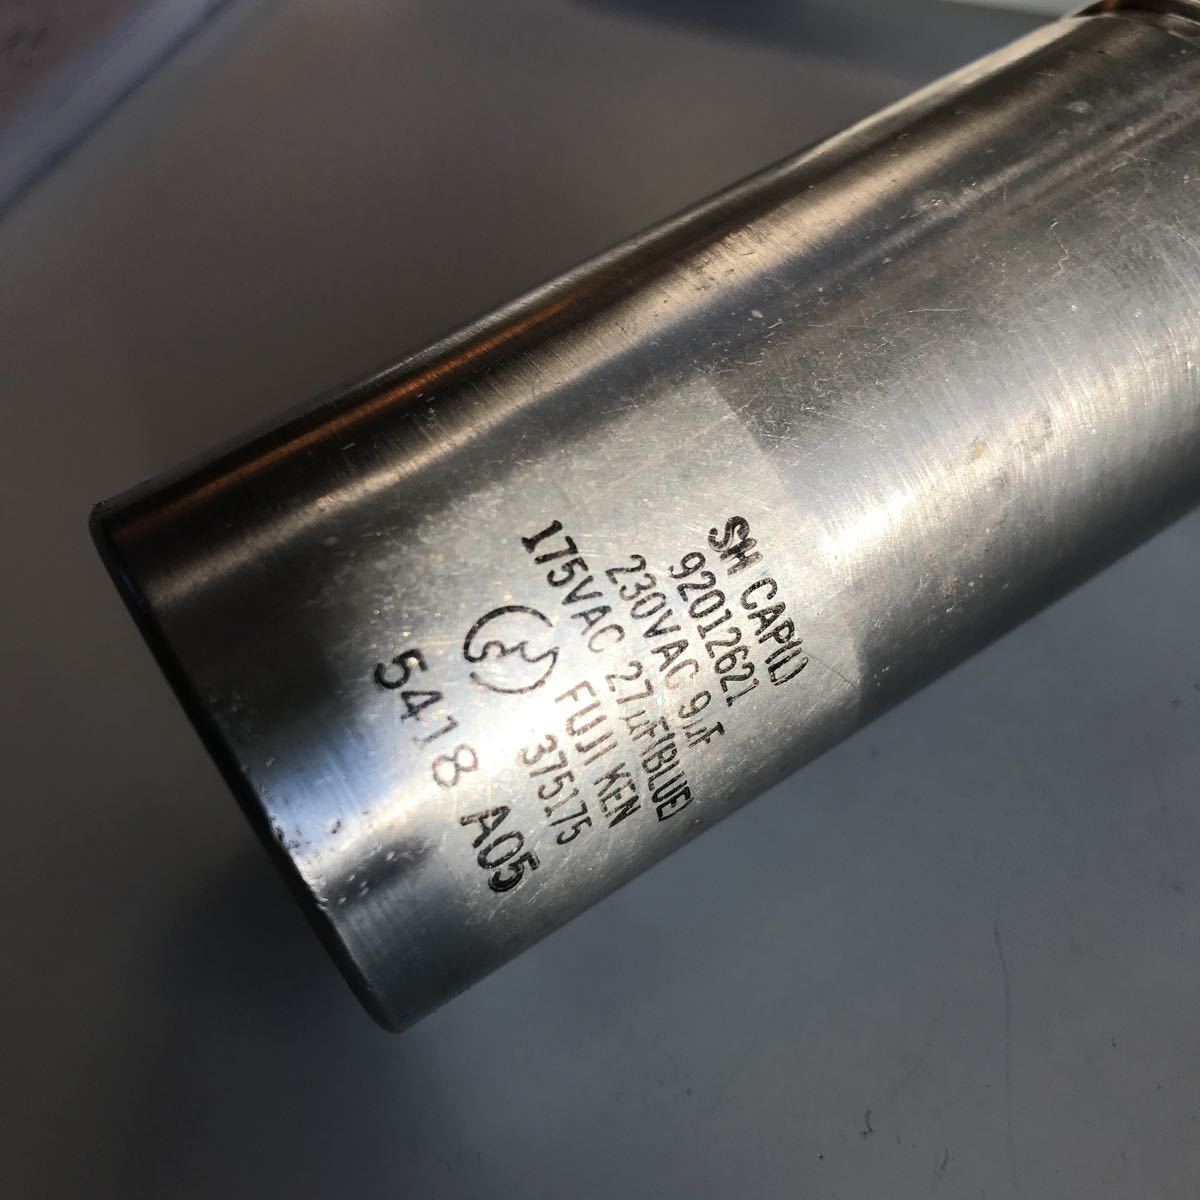 SH CAP(L)
92012621
230VAC 9μF
175VAC 27μF(BLUE)
FUJI KEN
375175
5418 A05